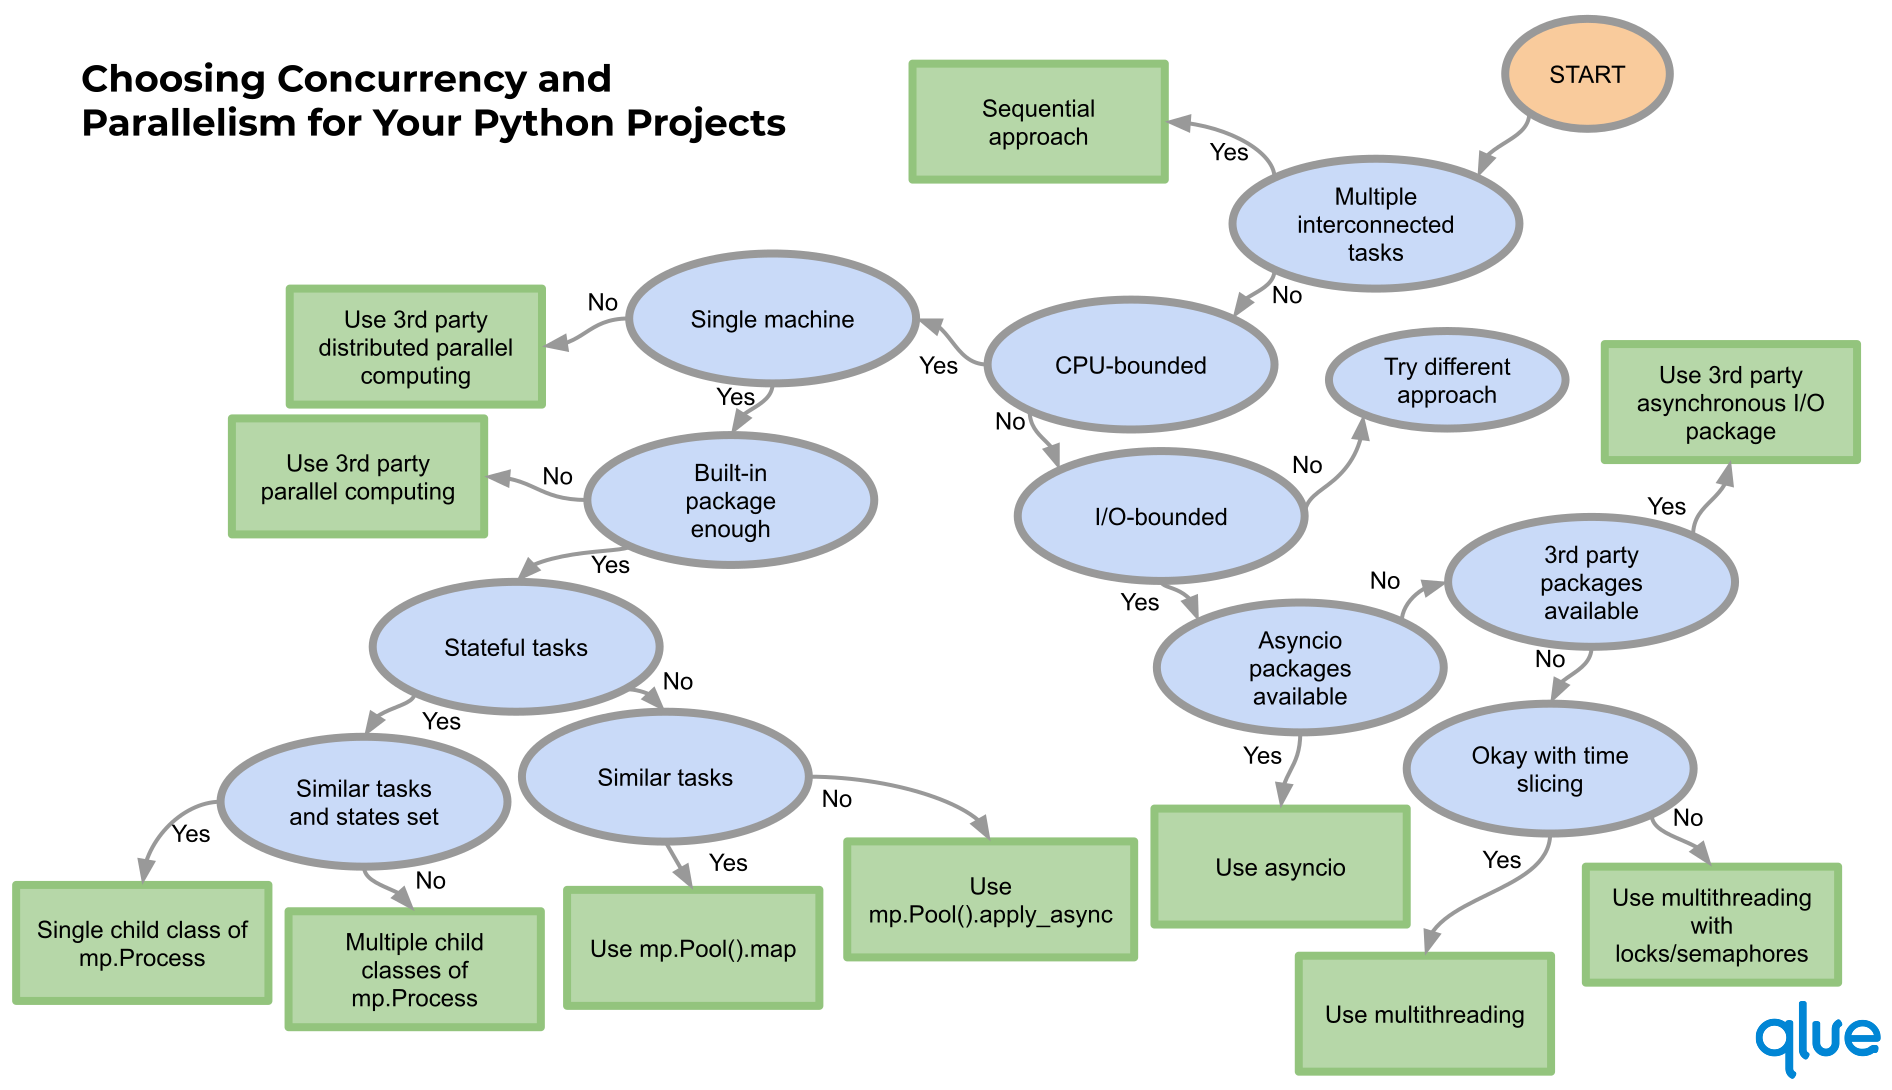 Choosing Concurrency and
Parallelism for Your Python Projects
START
Sequential
approach
Yes
Multiple
interconnected
tasks
No
Single machine
No
Use 3rd party
distributed parallel
computing
Yes
CPU-bounded
Yes
No
Try different
approach
Use 3rd party
asynchronous I/O
package
Use 3rd party
parallel computing
No
Built-in
package
enough
Yes
I/O-bounded
No
Yes
Yes
3rd party
packages
available
No
Asyncio
packages
available
No
Stateful tasks
Yes
No
Similar tasks
and states set
Similar tasks
Yes
Okay with time
slicing
Yes
No
Yes
No
Yes
No
Single child class of
mp.Process
Multiple child
classes of
mp.Process
Use mp.Pool().map
Use
mp.Pool().apply_async
Use asyncio
Use multithreading
with
locks/semaphores
Use multithreading
qlue